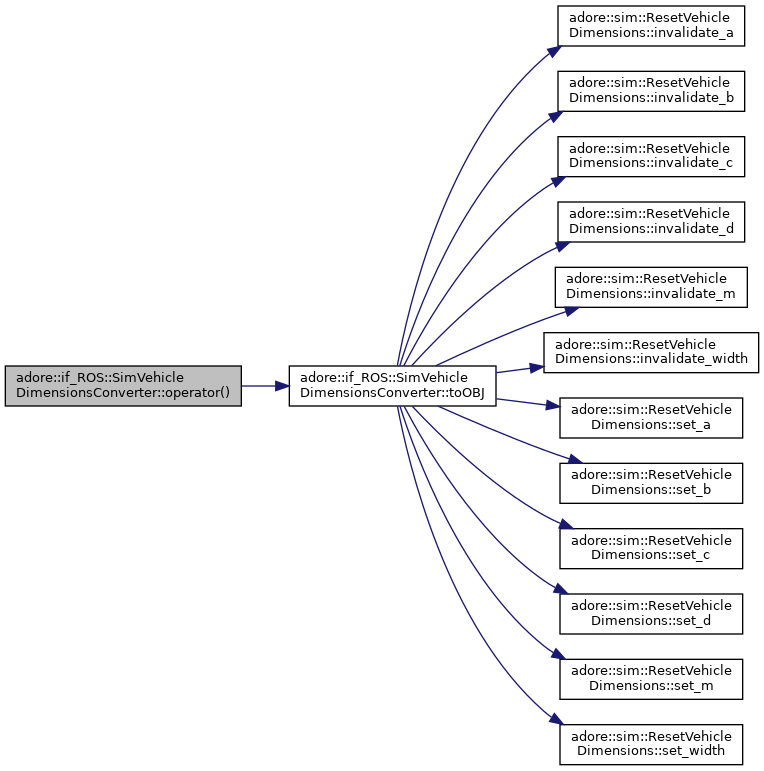 adore::if_ROS::SimVehicle
DimensionsConverter::operator()
adore::if_ROS::SimVehicle
DimensionsConverter::toOBJ
adore::sim::ResetVehicle
Dimensions::invalidate_a
adore::sim::ResetVehicle
Dimensions::invalidate_b
adore::sim::ResetVehicle
Dimensions::invalidate_c
adore::sim::ResetVehicle
Dimensions::invalidate_d
adore::sim::ResetVehicle
Dimensions::invalidate_m
adore::sim::ResetVehicle
Dimensions::invalidate_width
adore::sim::ResetVehicle
Dimensions::set_a
adore::sim::ResetVehicle
Dimensions::set_b
adore::sim::ResetVehicle
Dimensions::set_c
adore::sim::ResetVehicle
Dimensions::set_d
adore::sim::ResetVehicle
Dimensions::set_m
adore::sim::ResetVehicle
Dimensions::set_width